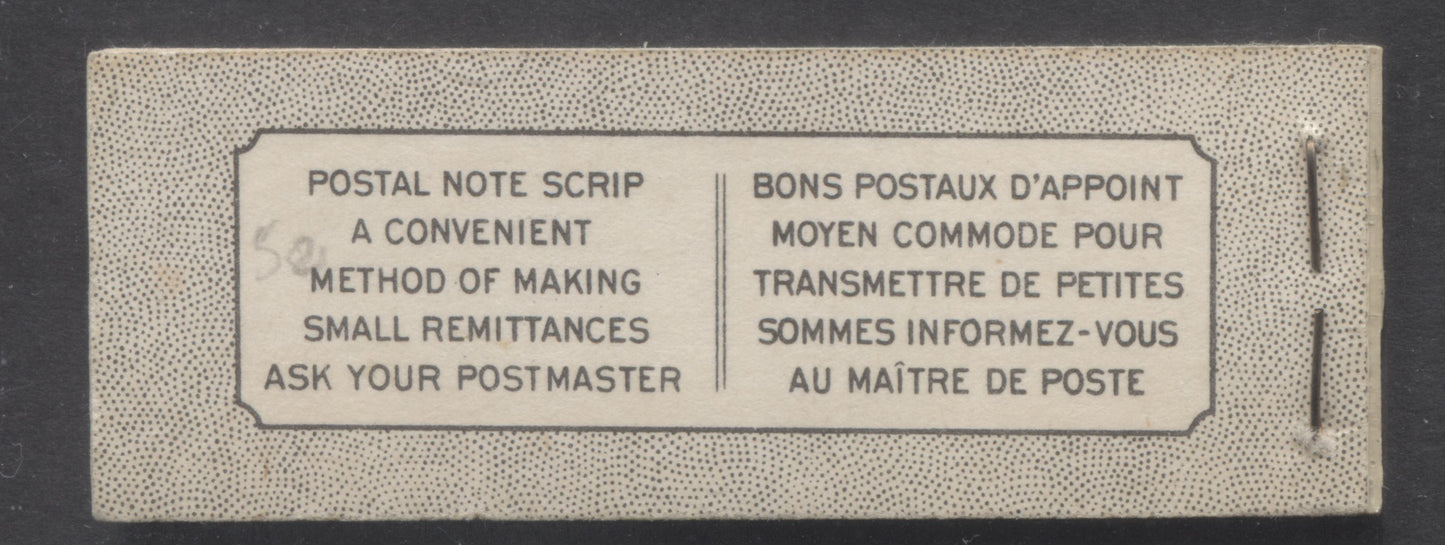 POSTAL NOTE SCRIP
A CONVENIENT
METHOD OF MAKING
SMALL REMITTANCES
ASK YOUR POSTMASTER
BONS POSTAUX D'APPOINT
MOYEN COMMODE POUR
TRANSMETTRE DE PETITES
SOMMES INFORMEZ-VOUS
AU MAÎTRE DE POSTE